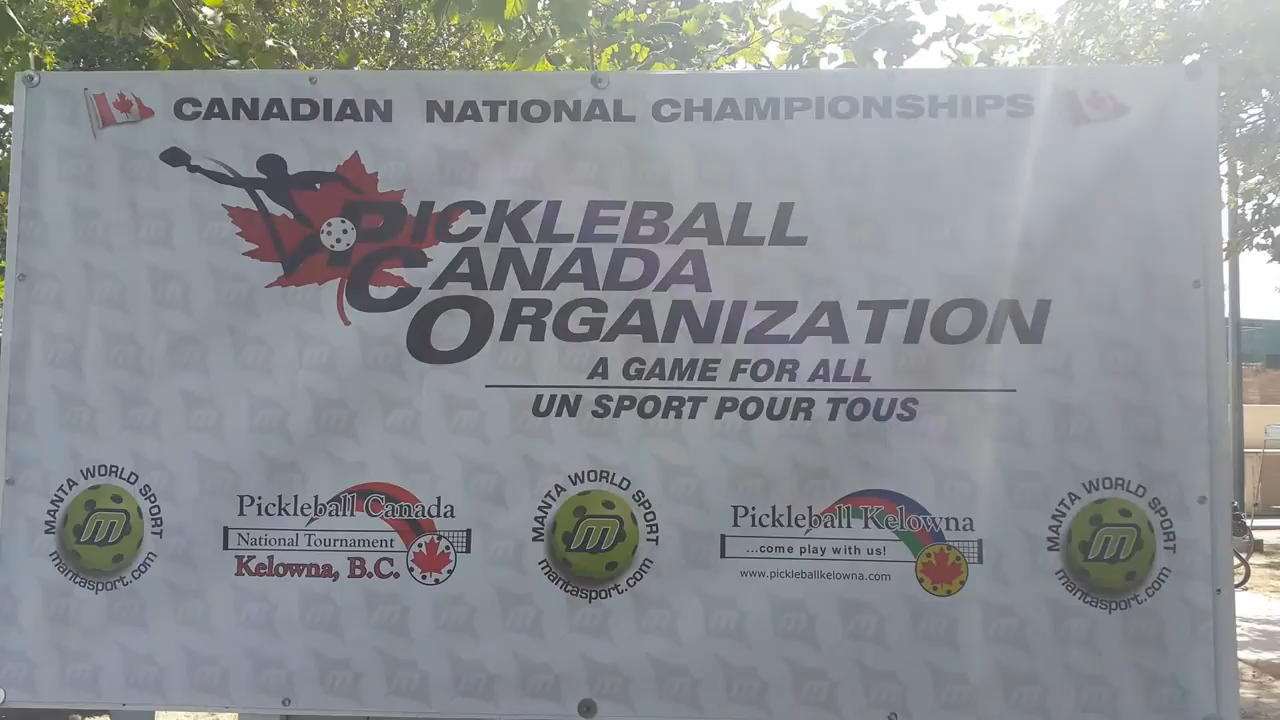 CANADIAN NATIONAL CHAMPIONSHIPS
PICKLEBALL
CANADA
ORGANIZATION
A GAME FOR ALL
UN SPORT POUR TOUS
MANTA WORLD SPORT
m
mantasport.com
Pickleball Canada
National Tournament
Kelowna, B.C.
MANTA WORLD SPORT
m
mantasport.com
Pickleball Kelowna
...come play with us!
www.pickleballkelowna.com
MANTA WORLD SPORT
m
mantasport.com